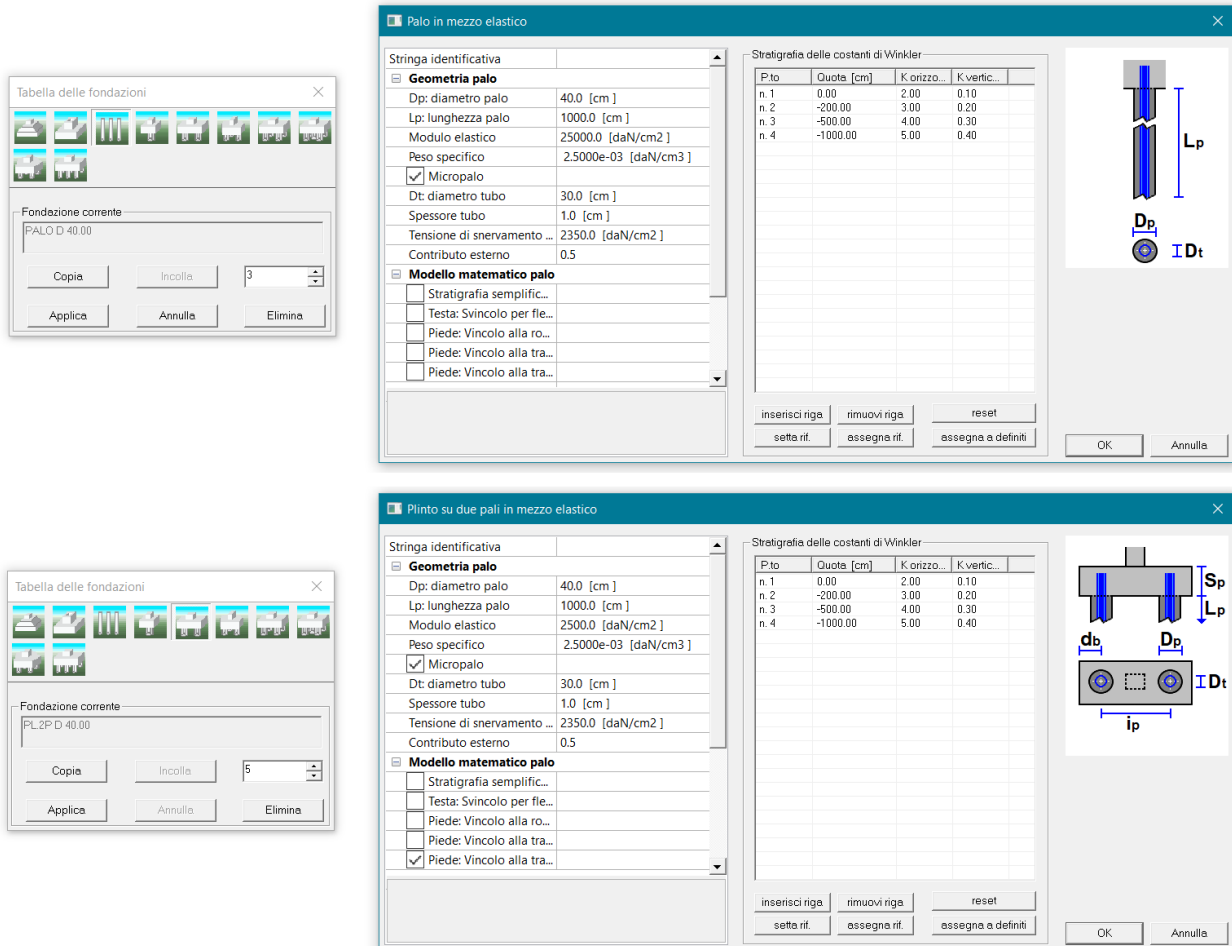 Palo in mezzo elastico
Tabella delle fondazioni
Fondazione corrente
PALO D 40.00
Copia Incolla 3
Applica Annulla Elimina
Stringa identificativa
Geometria palo
Dp: diametro palo 40.0 [cm ]
Lp: lunghezza palo 1000.0 [cm ]
Modulo elastico 25000.0 [daN/cm2 ]
Peso specifico 2.5000e-03 [daN/cm3 ]
Micropalo
Dt: diametro tubo 30.0 [cm ]
Spessore tubo 1.0 [cm ]
Tensione di snervamento ... 2350.0 [daN/cm2 ]
Contributo esterno 0.5
Modello matematico palo
Stratigrafia semplific...
Testa: Svincolo per fle...
Piede: Vincolo alla ro...
Piede: Vincolo alla tra...
Piede: Vincolo alla tra...
Stratigrafia delle costanti di Winkler
P.to Quota [cm] K orizzo... K vertic...
n. 1 0.00 2.00 0.10
n. 2 -200.00 3.00 0.20
n. 3 -500.00 4.00 0.30
n. 4 -1000.00 5.00 0.40
inserisci riga rimuovi riga reset
setta rif. assegna rif. assegna a definiti
Lp
Dp
Dt
OK Annulla
Plinto su due pali in mezzo elastico
Tabella delle fondazioni
Fondazione corrente
PL.2P D 40.00
Copia Incolla 5
Applica Annulla Elimina
Stringa identificativa
Geometria palo
Dp: diametro palo 40.0 [cm ]
Lp: lunghezza palo 1000.0 [cm ]
Modulo elastico 2500.0 [daN/cm2 ]
Peso specifico 2.5000e-03 [daN/cm3 ]
Micropalo
Dt: diametro tubo 30.0 [cm ]
Spessore tubo 1.0 [cm ]
Tensione di snervamento ... 2350.0 [daN/cm2 ]
Contributo esterno 0.5
Modello matematico palo
Stratigrafia semplific...
Testa: Svincolo per fle...
Piede: Vincolo alla ro...
Piede: Vincolo alla tra...
Piede: Vincolo alla tra...
Stratigrafia delle costanti di Winkler
P.to Quota [cm] K orizzo... K vertic...
n. 1 0.00 2.00 0.10
n. 2 -200.00 3.00 0.20
n. 3 -500.00 4.00 0.30
n. 4 -1000.00 5.00 0.40
inserisci riga rimuovi riga reset
setta rif. assegna rif. assegna a definiti
Sp
Lp
db Dp
Dt
ip
OK Annulla